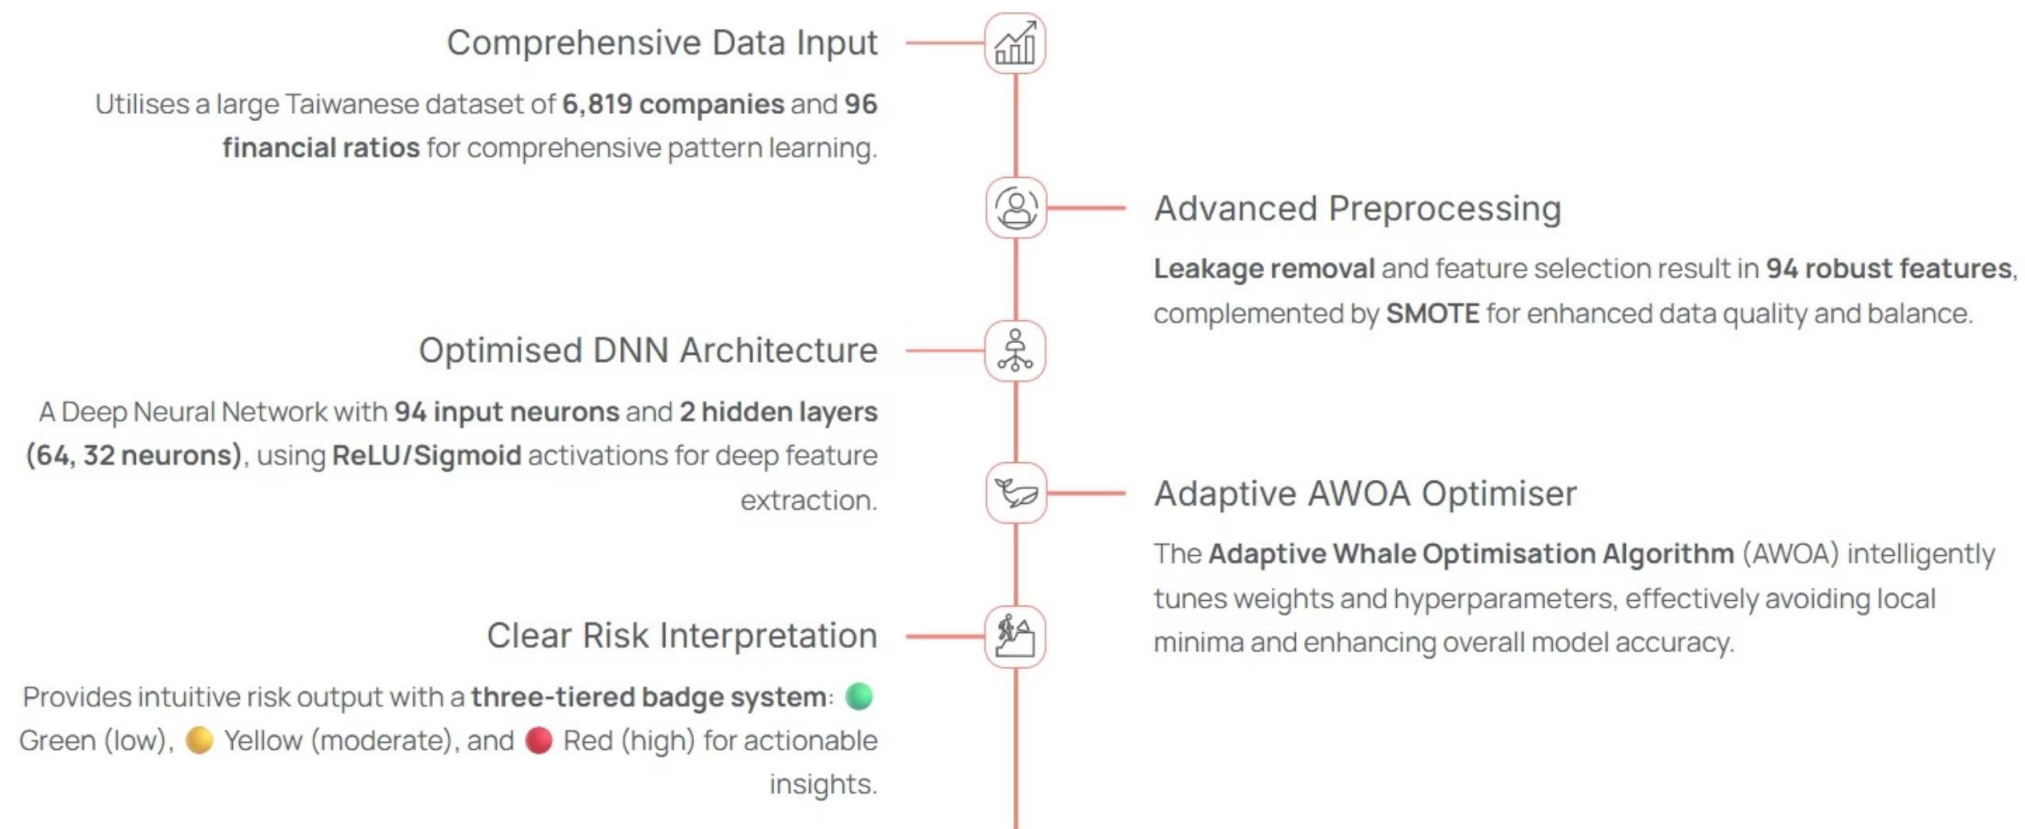 Comprehensive Data Input
Utilises a large Taiwanese dataset of 6,819 companies and 96
financial ratios for comprehensive pattern learning.
Advanced Preprocessing
Leakage removal and feature selection result in 94 robust features,
complemented by SMOTE for enhanced data quality and balance.
Optimised DNN Architecture
A Deep Neural Network with 94 input neurons and 2 hidden layers
(64, 32 neurons), using ReLU/Sigmoid activations for deep feature
extraction.
Adaptive AWOA Optimiser
The Adaptive Whale Optimisation Algorithm (AWOA) intelligently
tunes weights and hyperparameters, effectively avoiding local
minima and enhancing overall model accuracy.
Clear Risk Interpretation
Provides intuitive risk output with a three-tiered badge system:
Green (low), Yellow (moderate), and Red (high) for actionable
insights.